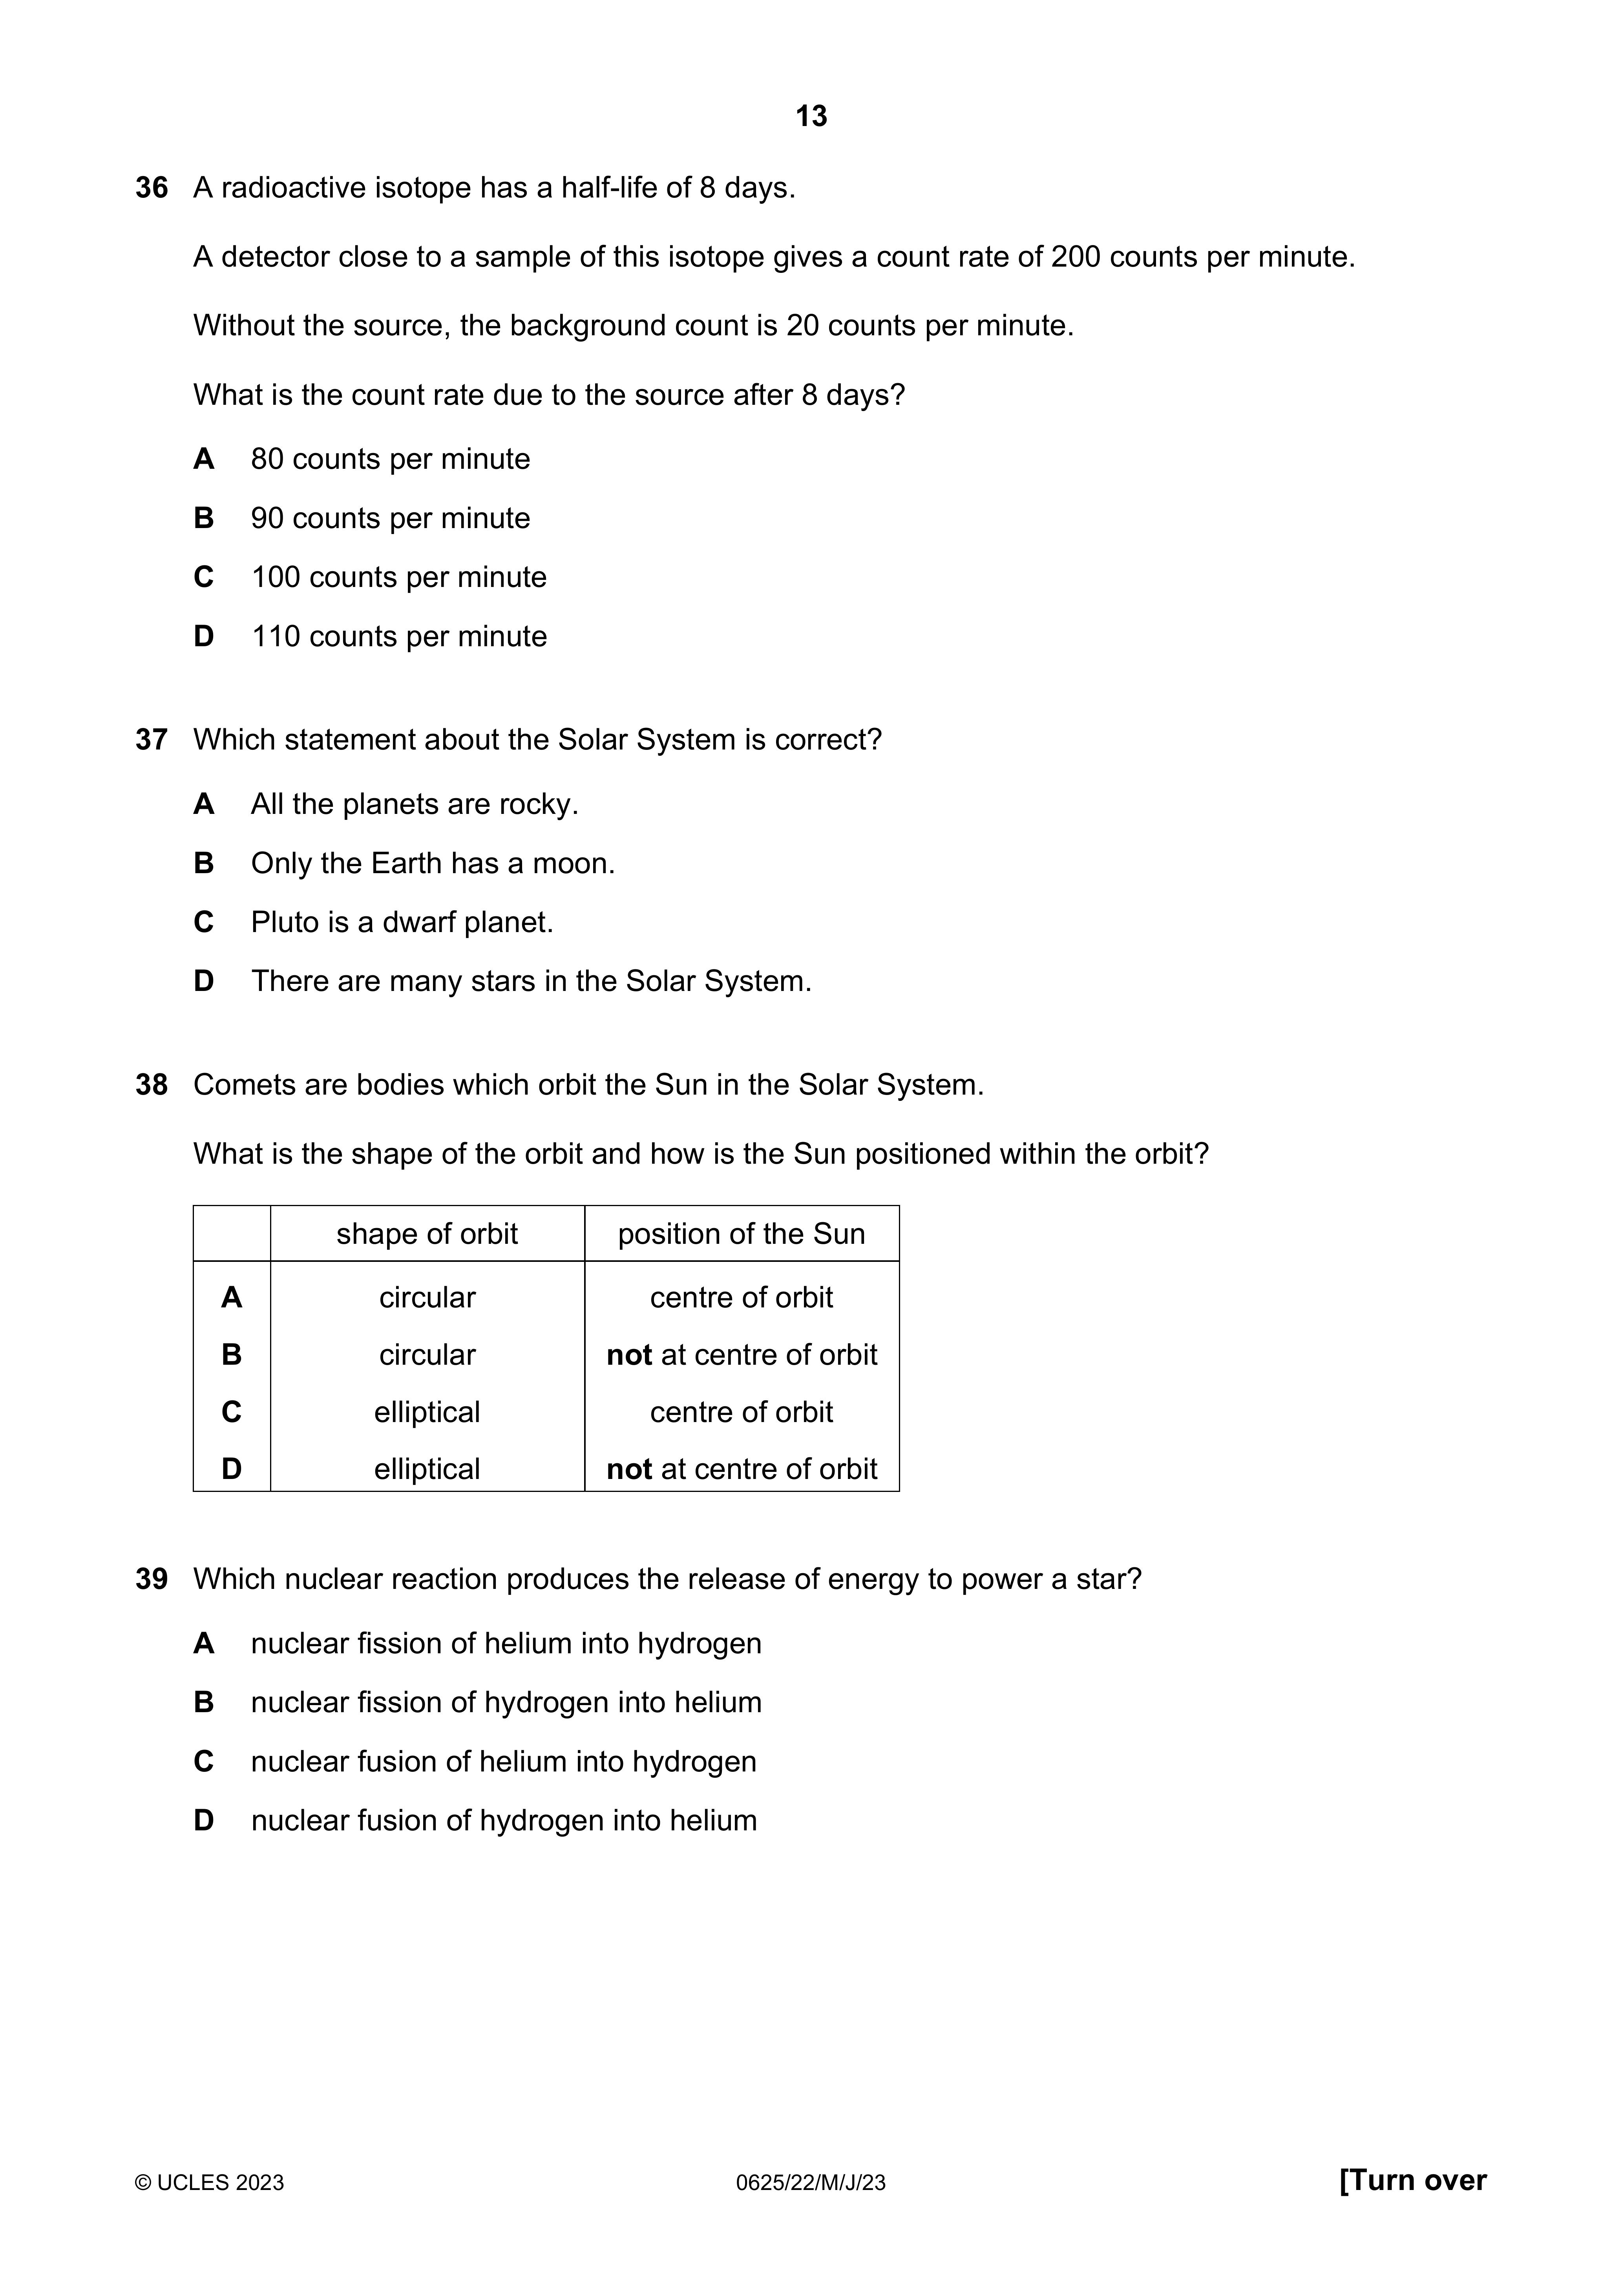 13
36 A radioactive isotope has a half-life of 8 days.
A detector close to a sample of this isotope gives a count rate of 200 counts per minute.
Without the source, the background count is 20 counts per minute.
What is the count rate due to the source after 8 days?
A 80 counts per minute
B 90 counts per minute
C 100 counts per minute
D 110 counts per minute
37 Which statement about the Solar System is correct?
A All the planets are rocky.
B Only the Earth has a moon.
C Pluto is a dwarf planet.
D There are many stars in the Solar System.
38 Comets are bodies which orbit the Sun in the Solar System.
What is the shape of the orbit and how is the Sun positioned within the orbit?
shape of orbit position of the Sun
A circular centre of orbit
B circular not at centre of orbit
C elliptical centre of orbit
D elliptical not at centre of orbit
39 Which nuclear reaction produces the release of energy to power a star?
A nuclear fission of helium into hydrogen
B nuclear fission of hydrogen into helium
C nuclear fusion of helium into hydrogen
D nuclear fusion of hydrogen into helium
© UCLES 2023 0625/22/M/J/23 [Turn over